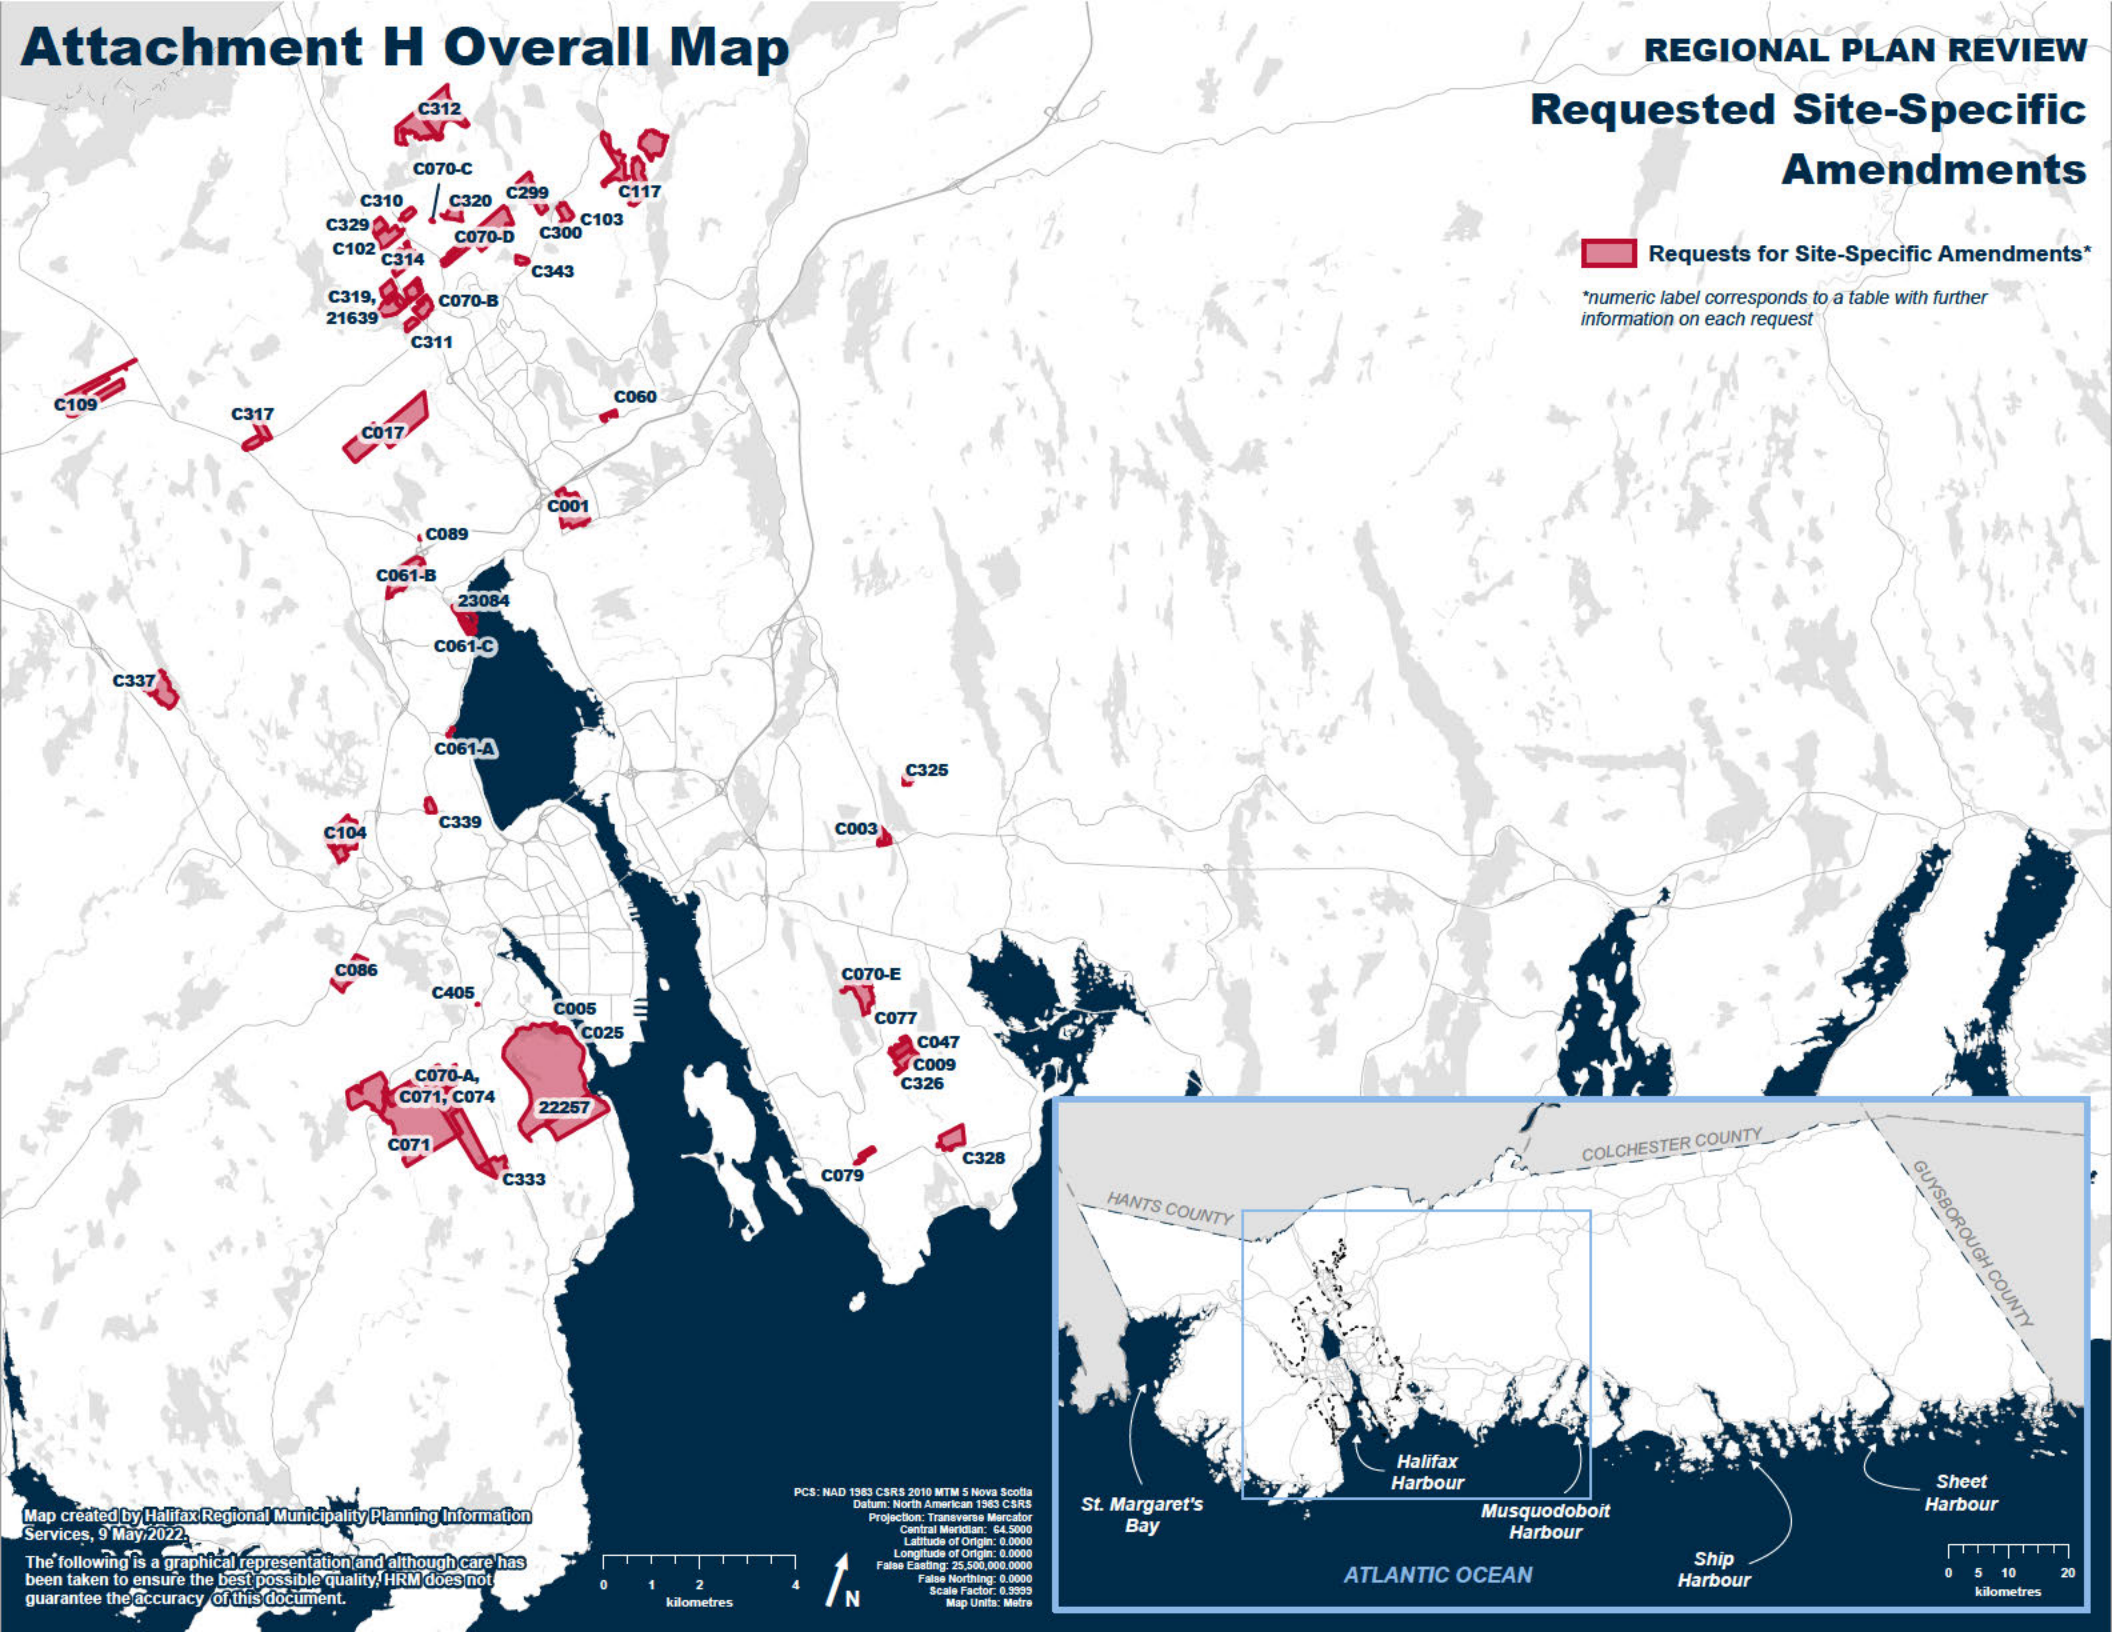 Attachment H Overall Map
REGIONAL PLAN REVIEW
Requested Site-Specific
Amendments
Requests for Site-Specific Amendments*
*numeric label corresponds to a table with further
information on each request
C312
C070-C
C310
C320
C299
C117
C329
C103
C102
C070-D
C300
C314
C343
C319,
21639
C070-B
C311
C109
C317
C017
C060
C001
C089
C061-B
23084
C061-C
C337
C061-A
C325
C339
C003
C104
C086
C405
C005
C025
C070-E
C077
C047
C009
C326
C070-A,
C071, C074
22257
C071
C333
C079
C328
HANTS COUNTY
COLCHESTER COUNTY
GUYSBOROUGH COUNTY
St. Margaret's
Bay
Halifax
Harbour
Musquodoboit
Harbour
Ship
Harbour
Sheet
Harbour
ATLANTIC OCEAN
0 5 10 20
kilometres
Map created by Halifax Regional Municipality Planning Information
Services, 9 May 2022.
The following is a graphical representation and although care has
been taken to ensure the best possible quality, HRM does not
guarantee the accuracy of this document.
0 1 2 4
kilometres
N
PCS: NAD 1983 CSRS 2010 MTM 5 Nova Scotia
Datum: North American 1983 CSRS
Projection: Transverse Mercator
Central Meridian: 64.5000
Latitude of Origin: 0.0000
Longitude of Origin: 0.0000
False Easting: 25,500,000.0000
False Northing: 0.0000
Scale Factor: 0.9999
Map Units: Metre